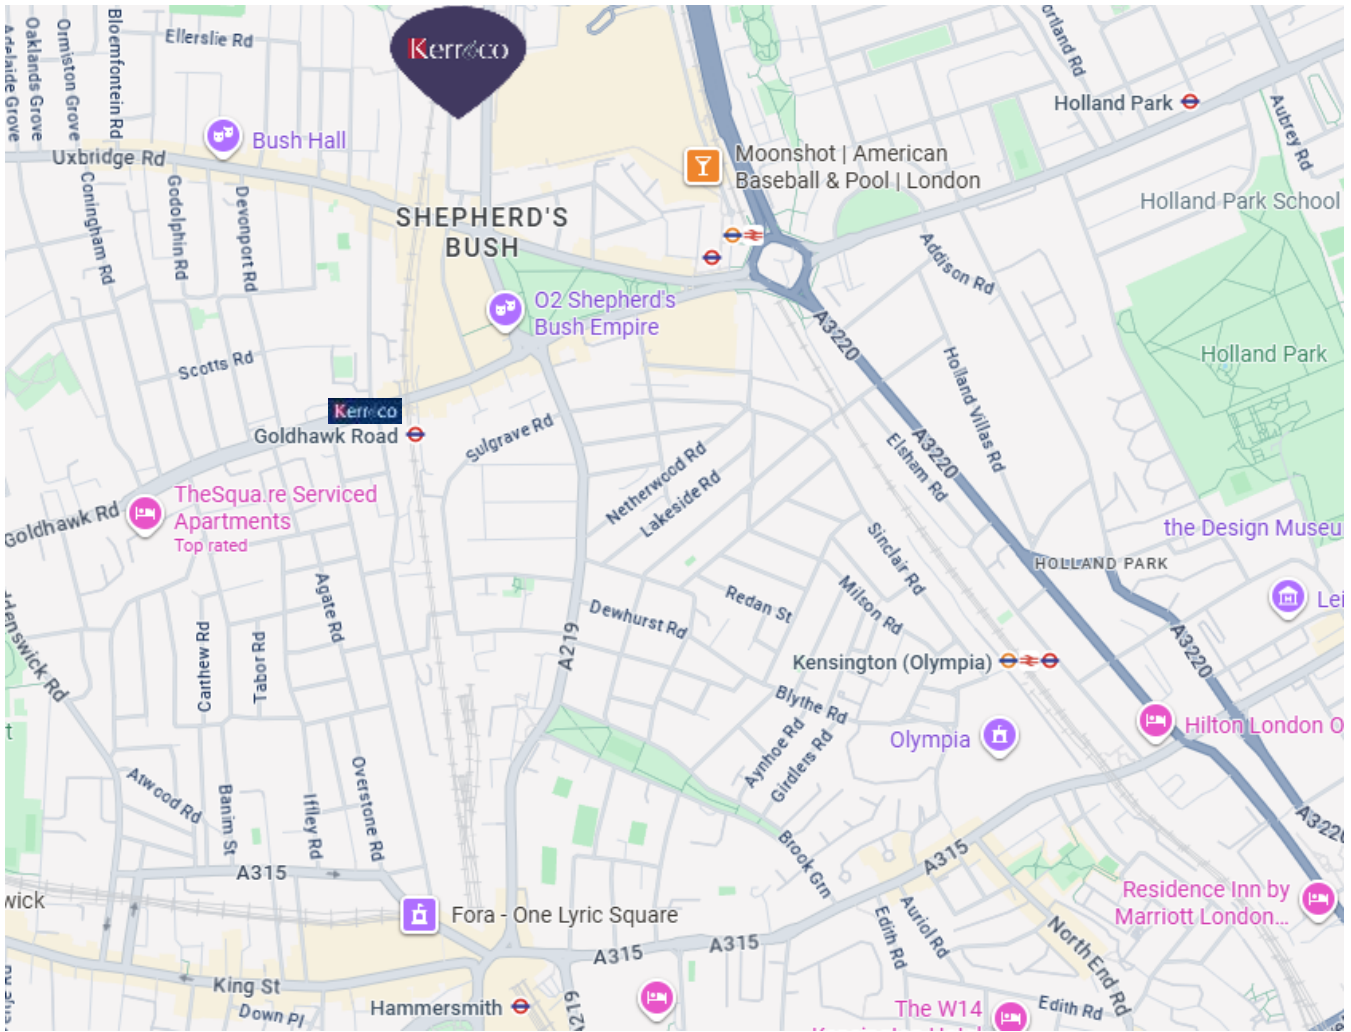 Adelaide Grove
Oaklands Grove
Ormiston Grove
Bloemfontein Rd
Ellerslie Rd
Kerr&co
ortland Rd
Holland Park
Aubrey Rd
Bush Hall
Uxbridge Rd
Moonshot | American
Baseball & Pool | London
Holland Park School
Coningham Rd
Godolphin Rd
Devonport Rd
SHEPHERD'S
BUSH
Addison Rd
O2 Shepherd's
Bush Empire
A3220
Holland Park
Scotts Rd
Holland Villas Rd
Kerr&co
Goldhawk Road
Sulgrave Rd
A3220
Elsham Rd
Netherwood Rd
Lakeside Rd
TheSqua.re Serviced
Apartments
Top rated
Goldhawk Rd
the Design Museu
Sinclair Rd
HOLLAND PARK
Agate Rd
Milson Rd
Redan St
Dewhurst Rd
Lei
Carthew Rd
Tabor Rd
A219
A3220
Kensington (Olympia)
Blythe Rd
Aynhoe Rd
Girdlers Rd
Olympia
Hilton London O
Atwood Rd
Banim St
Iffley Rd
Overstone Rd
A3220
Brook Grn
A315
A315
wick
Residence Inn by
Marriott London...
Fora - One Lyric Square
Edith Rd
Auriol Rd
North End Rd
A315
A315
King St
Hammersmith
A219
Down Pl
The W14
Edith Rd